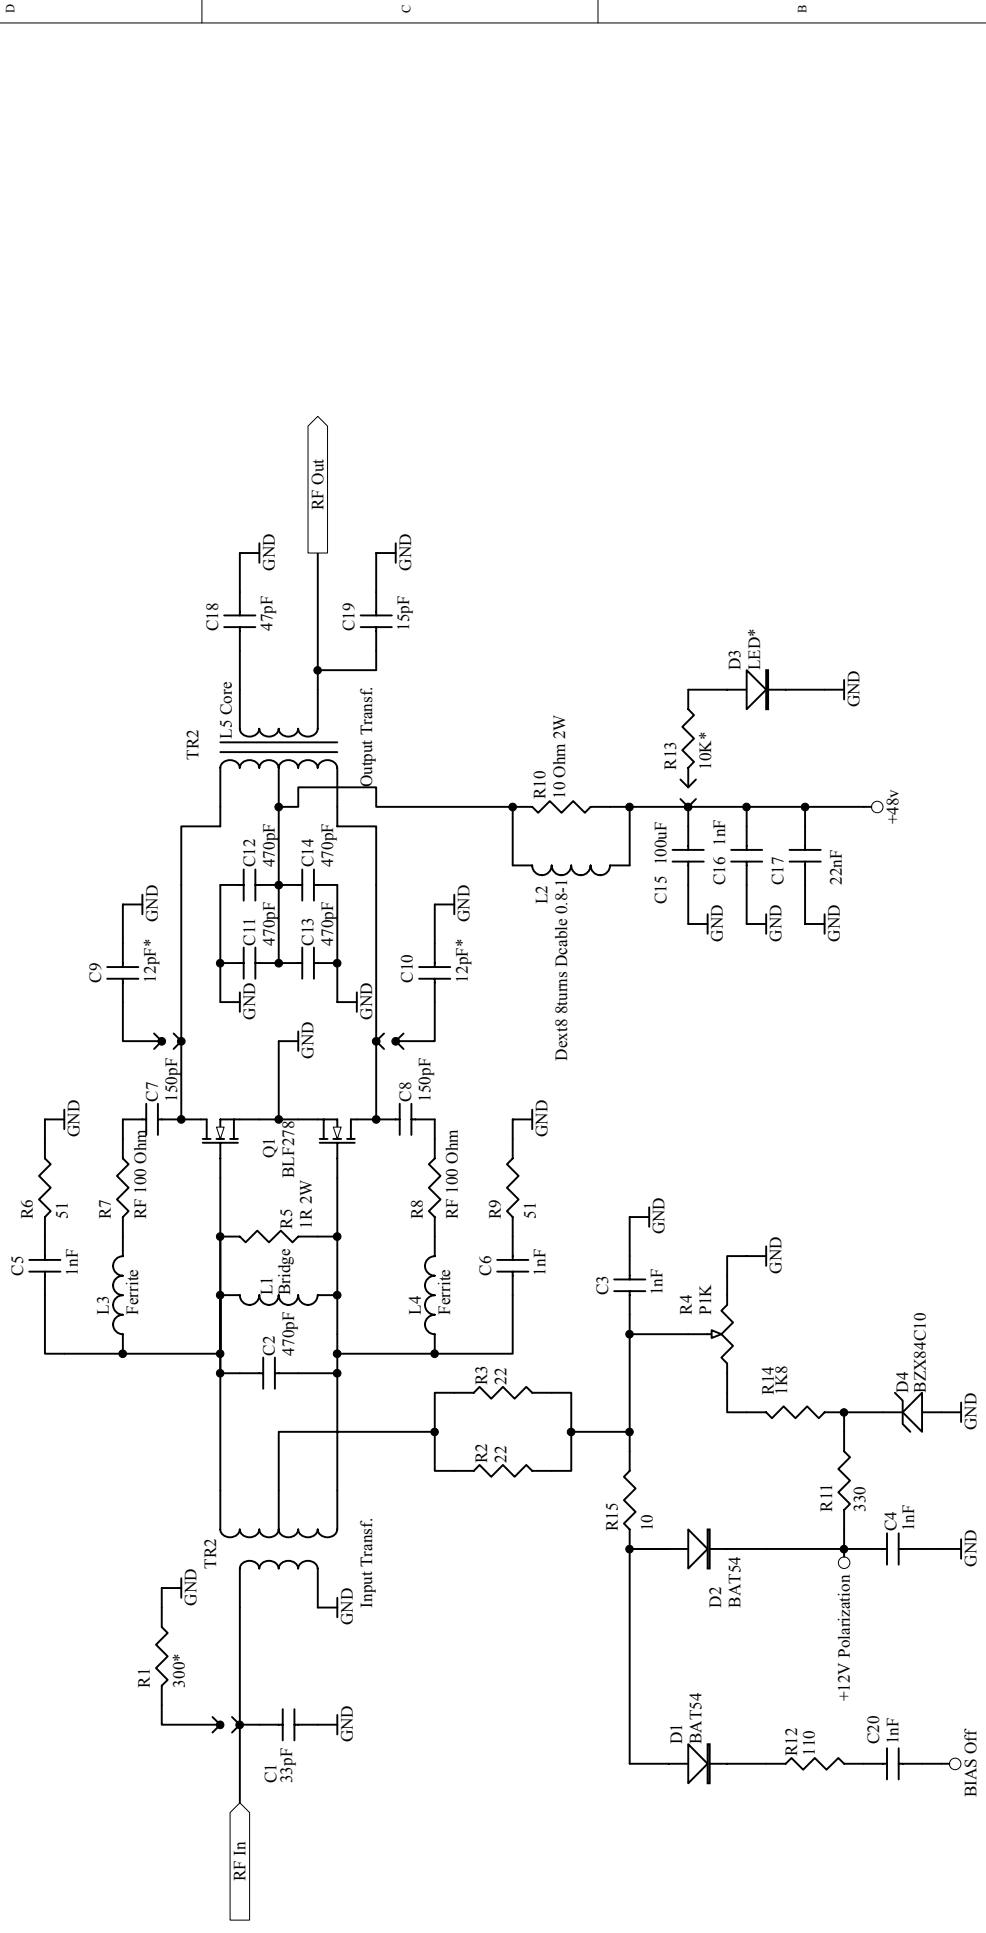 D
C
B
RF In
R1
300*
GND
C1
33pF
GND
TR2
GND
Input Transf.
C5
1nF
R6
51
GND
L3
Ferrite
R7
RF 100 Ohm
C7
150pF
C9
12pF*
GND
C2
470pF
L1
Bridge
R5
1R 2W
Q1
BLF278
GND
GND
C11
470pF
C12
470pF
C13
470pF
C14
470pF
GND
TR2
L5 Core
Output Transf.
C18
47pF
GND
RF Out
C19
15pF
GND
L4
Ferrite
R8
RF 100 Ohm
C8
150pF
C10
12pF*
GND
C6
1nF
R9
51
GND
R2
22
R3
22
R15
10
C3
1nF
GND
R4
P1K
GND
R14
1K8
D4
BZX84C10
GND
R11
330
C4
1nF
GND
D2
BAT54
+12V Polarization
D1
BAT54
R12
110
C20
1nF
BIAS Off
L2
Dext8 8turns Dcable 0.8-1
R10
10 Ohm 2W
C15
100uF
GND
C16
1nF
GND
C17
22nF
GND
R13
10K*
D3
LED*
GND
+48v